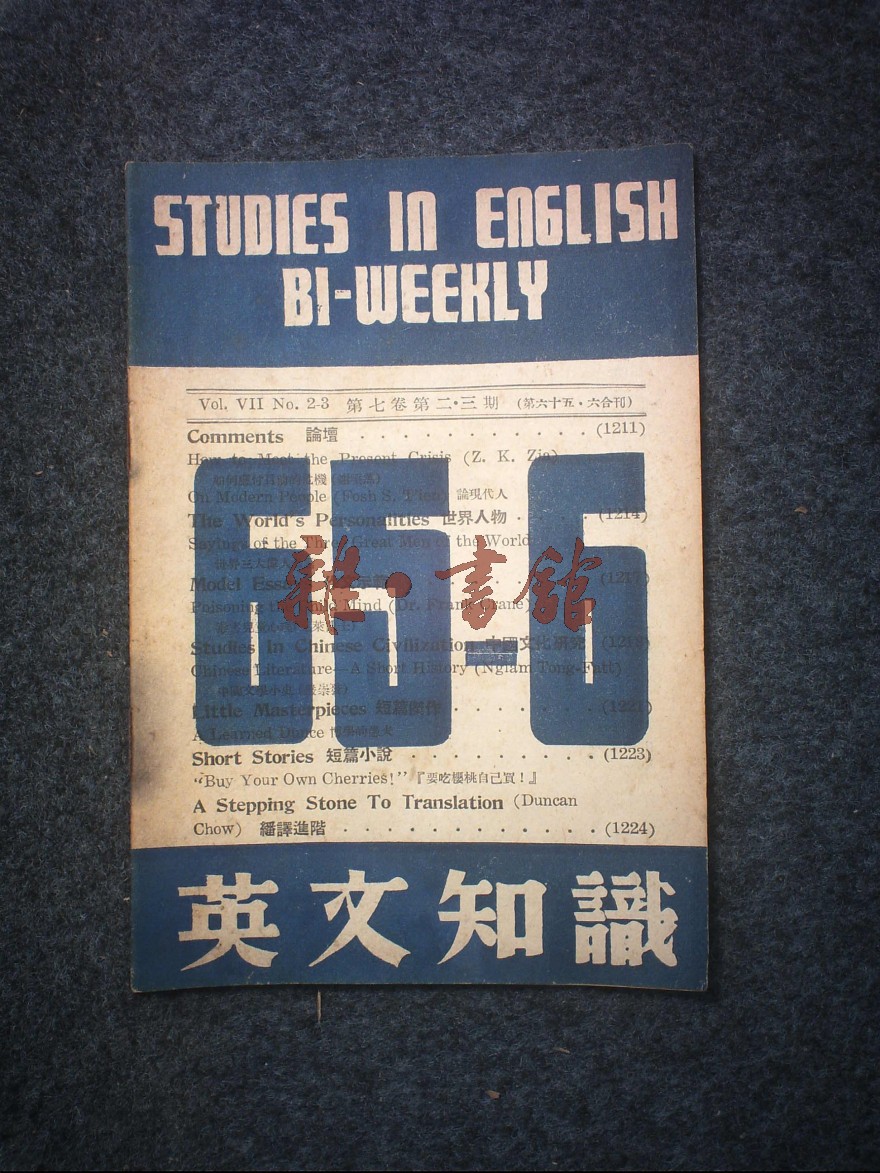 STUDIES IN ENGLISH
BI-WEEKLY
Vol. VII No. 2-3 第七卷第二·三期 (第六十五·六合刊)
Comments 論壇 . . . . . . . . . . (1211)
How to Meet the Present Crisis (Z. K. Zia)
On Modern People (Fosh S. Tien) 論現代人
The World's Personalities 世界人物 . . . . . (1214)
of the Three Great Men of the World
世界三大偉人
Model (1217)
Poisoning the Mind (Dr. Frank Crane)
Studies In Chinese Civilization 中國文化研究
Chinese Literature—A Short History (Ngiam Tong-Fatt)
Little Masterpieces 短篇傑作 . . . . . . (1221)
A Learned Dunce
Short Stories 短篇小說 . . . . . . . . (1223)
“Buy Your Own Cherries!” 『要吃櫻桃自己買！』
A Stepping Stone To Translation (Duncan
Chow) 繙譯進階 . . . . . . . . . . . (1224)
65-6
雜·書館
英文知識